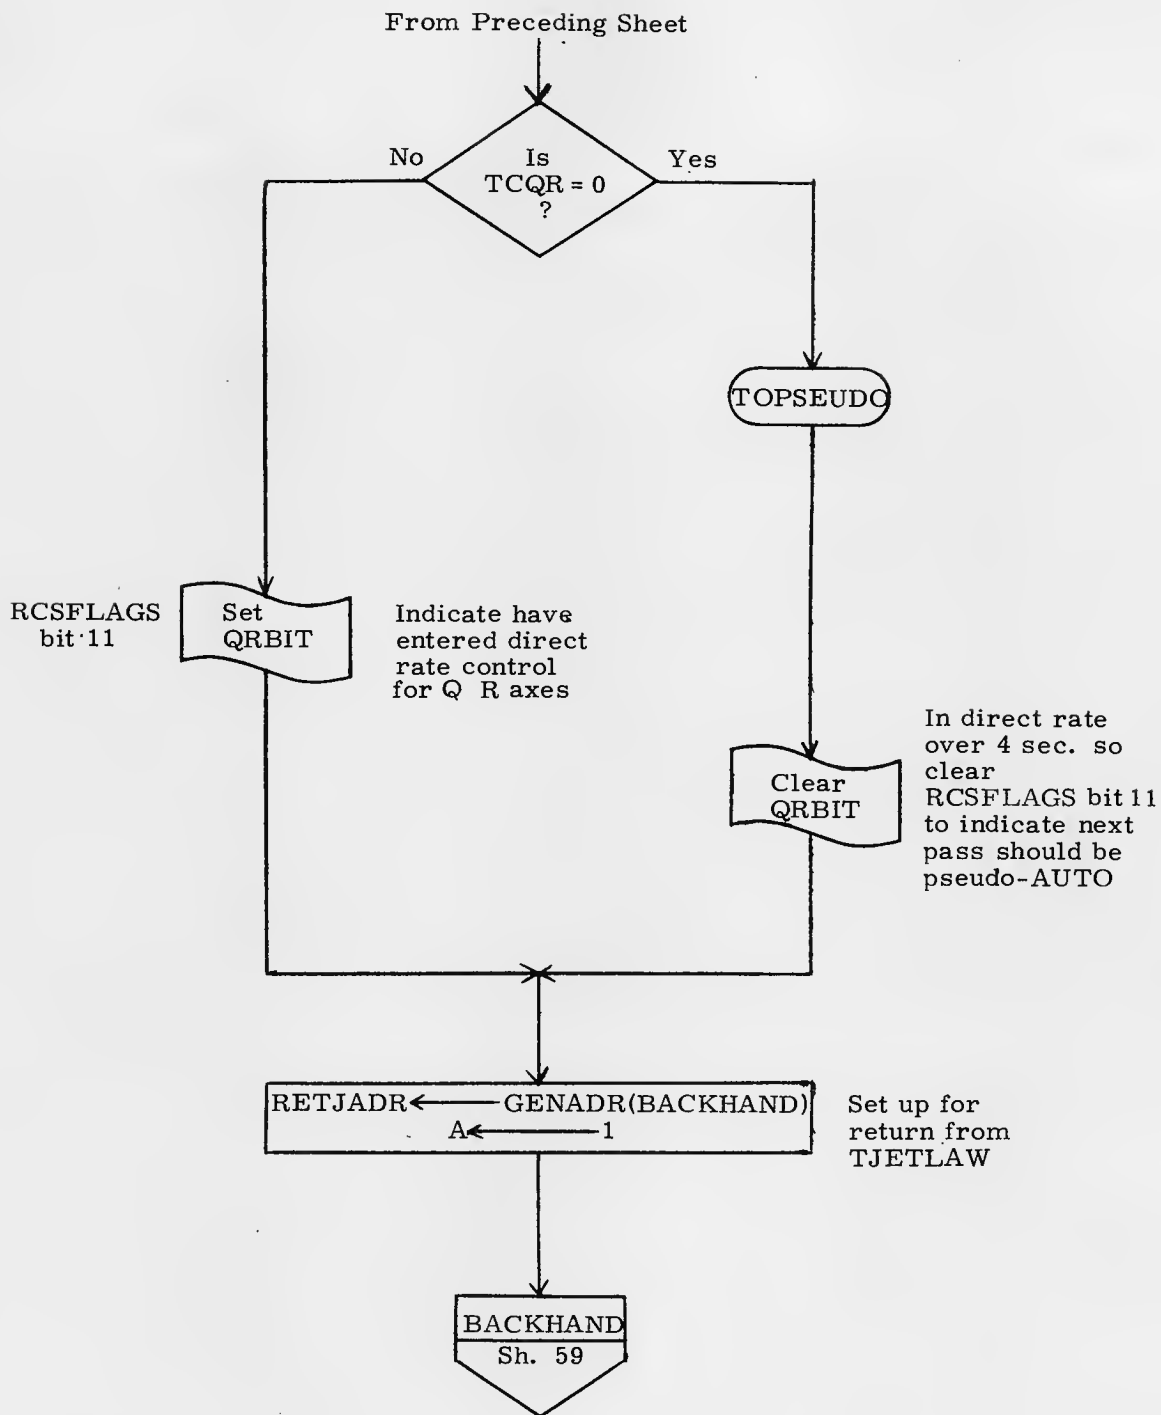 From Preceding Sheet
No
Is
TCQR = 0
?
Yes
TOPSEUDO
RCSFLAGS
bit 11
Set
QRBIT
Indicate have
entered direct
rate control
for Q R axes
Clear
QRBIT
In direct rate
over 4 sec. so
clear
RCSFLAGS bit 11
to indicate next
pass should be
pseudo-AUTO
RETJADR GENADR(BACKHAND)
A 1
Set up for
return from
TJETLAW
BACKHAND
Sh. 59